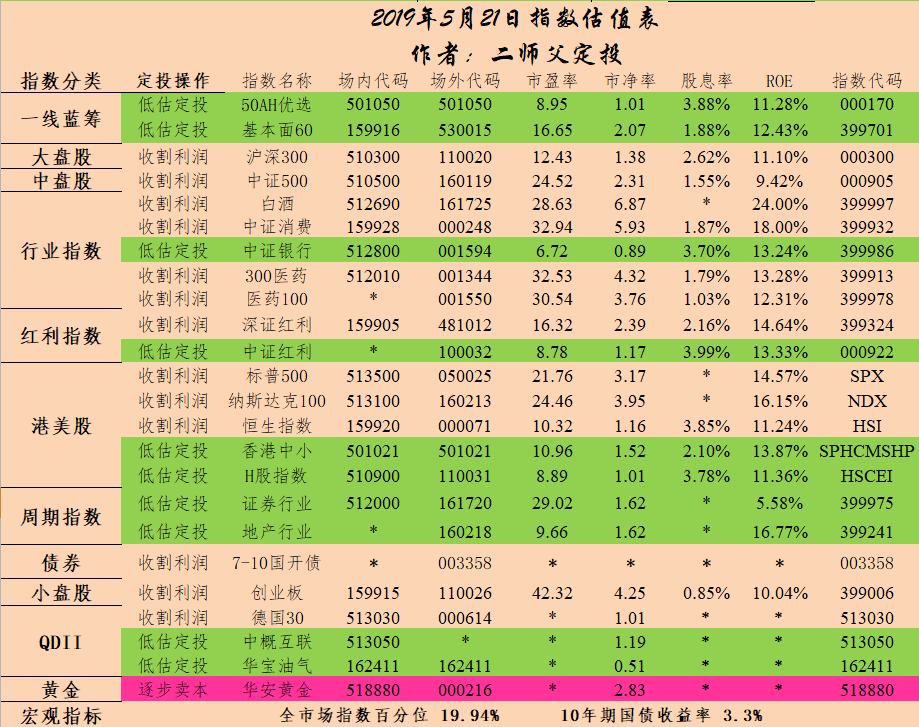 2019年5月21日指数估值表
作者：二师父定投
指数分类 定投操作 指数名称 场内代码 场外代码 市盈率 市净率 股息率 ROE 指数代码
一线蓝筹 低估定投 50AH优选 501050 501050 8.95 1.01 3.88% 11.28% 000170
低估定投 基本面60 159916 530015 16.65 2.07 1.88% 12.43% 399701
大盘股 收割利润 沪深300 510300 110020 12.43 1.38 2.62% 11.10% 000300
中盘股 收割利润 中证500 510500 160119 24.52 2.31 1.55% 9.42% 000905
行业指数 收割利润 白酒 512690 161725 28.63 6.87 * 24.00% 399997
收割利润 中证消费 159928 000248 32.94 5.93 1.87% 18.00% 399932
低估定投 中证银行 512800 001594 6.72 0.89 3.70% 13.24% 399986
收割利润 300医药 512010 001344 32.53 4.32 1.79% 13.28% 399913
收割利润 医药100 * 001550 30.54 3.76 1.03% 12.31% 399978
红利指数 收割利润 深证红利 159905 481012 16.32 2.39 2.16% 14.64% 399324
低估定投 中证红利 * 100032 8.78 1.17 3.99% 13.33% 000922
港美股 收割利润 标普500 513500 050025 21.76 3.17 * 14.57% SPX
收割利润 纳斯达克100 513100 160213 24.46 3.95 * 16.15% NDX
收割利润 恒生指数 159920 000071 10.32 1.16 3.85% 11.24% HSI
低估定投 香港中小 501021 501021 10.96 1.52 2.10% 13.87% SPHCMSHP
低估定投 H股指数 510900 110031 8.89 1.01 3.78% 11.36% HSCEI
周期指数 低估定投 证券行业 512000 161720 29.02 1.62 * 5.58% 399975
低估定投 地产行业 * 160218 9.66 1.62 * 16.77% 399241
债券 收割利润 7-10国开债 * 003358 * * * * 003358
小盘股 收割利润 创业板 159915 110026 42.32 4.25 0.85% 10.04% 399006
QDII 收割利润 德国30 513030 000614 * 1.01 * * 513030
低估定投 中概互联 513050 * * 1.19 * * 513050
低估定投 华宝油气 162411 162411 * 0.51 * * 162411
黄金 逐步卖本 华安黄金 518880 000216 * 2.83 * * 518880
宏观指标 全市场指数百分位 19.94% 10年期国债收益率 3.3%